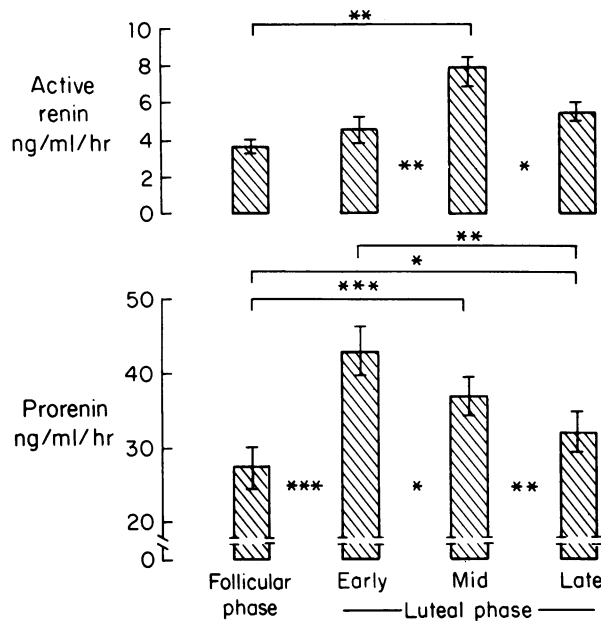 **
10
8
6
4
2
0
Active
renin
ng/ml/hr
** *
**
*
***
50
40
30
20
0
Prorenin
ng/ml/hr
*** * **
Follicular Early Mid Late
phase Luteal phase